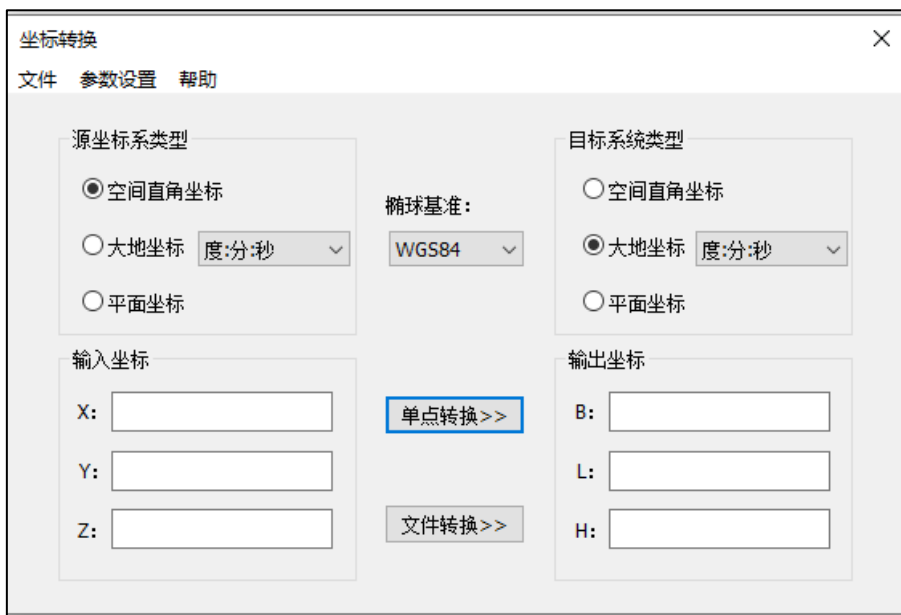 坐标转换
文件 参数设置 帮助
源坐标系类型
空间直角坐标
大地坐标 度:分:秒
平面坐标
椭球基准：
WGS84
目标系统类型
空间直角坐标
大地坐标 度:分:秒
平面坐标
输入坐标
X：
Y：
Z：
单点转换>>
文件转换>>
输出坐标
B：
L：
H：